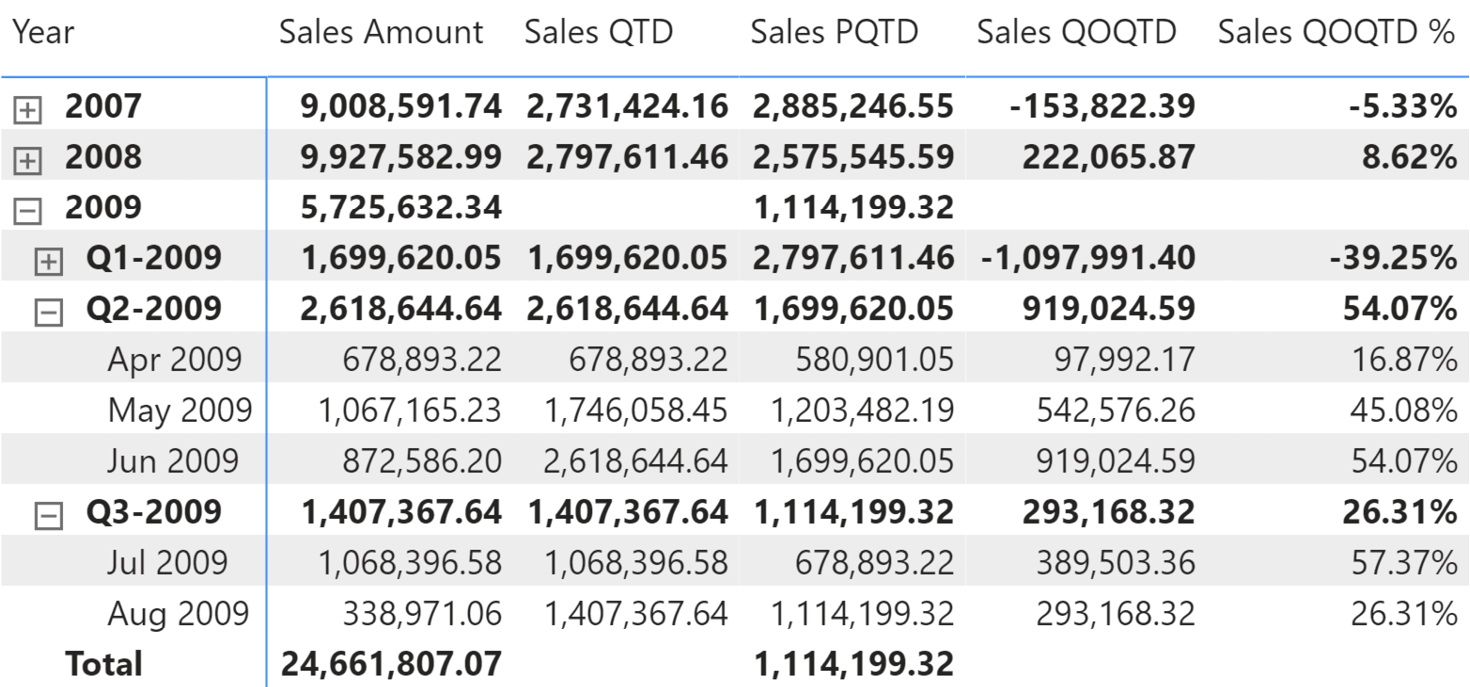 Year Sales Amount Sales QTD Sales PQTD Sales QOQTD Sales QOQTD %
2007 9,008,591.74 2,731,424.16 2,885,246.55 -153,822.39 -5.33%
2008 9,927,582.99 2,797,611.46 2,575,545.59 222,065.87 8.62%
2009 5,725,632.34 1,114,199.32
Q1-2009 1,699,620.05 1,699,620.05 2,797,611.46 -1,097,991.40 -39.25%
Q2-2009 2,618,644.64 2,618,644.64 1,699,620.05 919,024.59 54.07%
Apr 2009 678,893.22 678,893.22 580,901.05 97,992.17 16.87%
May 2009 1,067,165.23 1,746,058.45 1,203,482.19 542,576.26 45.08%
Jun 2009 872,586.20 2,618,644.64 1,699,620.05 919,024.59 54.07%
Q3-2009 1,407,367.64 1,407,367.64 1,114,199.32 293,168.32 26.31%
Jul 2009 1,068,396.58 1,068,396.58 678,893.22 389,503.36 57.37%
Aug 2009 338,971.06 1,407,367.64 1,114,199.32 293,168.32 26.31%
Total 24,661,807.07 1,114,199.32